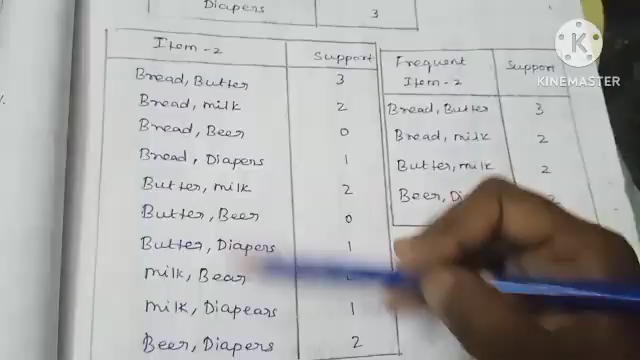 Diapers 3
Item-2 Support
Bread, Butter 3
Bread, milk 2
Bread, Beer 0
Bread, Diapers 1
Butter, milk 2
Butter, Beer 0
Butter, Diapers 1
milk, Bear
milk, Diapears 1
Beer, Diapers 2
Frequent Support
Item-2
Bread, Butter 3
Bread, milk 2
Butter, milk 2
Beer, 2
KINEMASTER